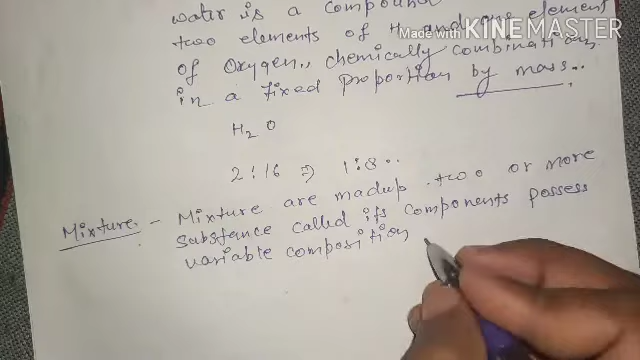 water is a compound
two elements of H and one element
of Oxygen,, chemically combination
in a fixed proportion by mass..
H2O
2:16 ⇒ 1:8..
Mixture - Mixture are madeup two or more
substance called its components possess
variable composition
Made with KINEMASTER